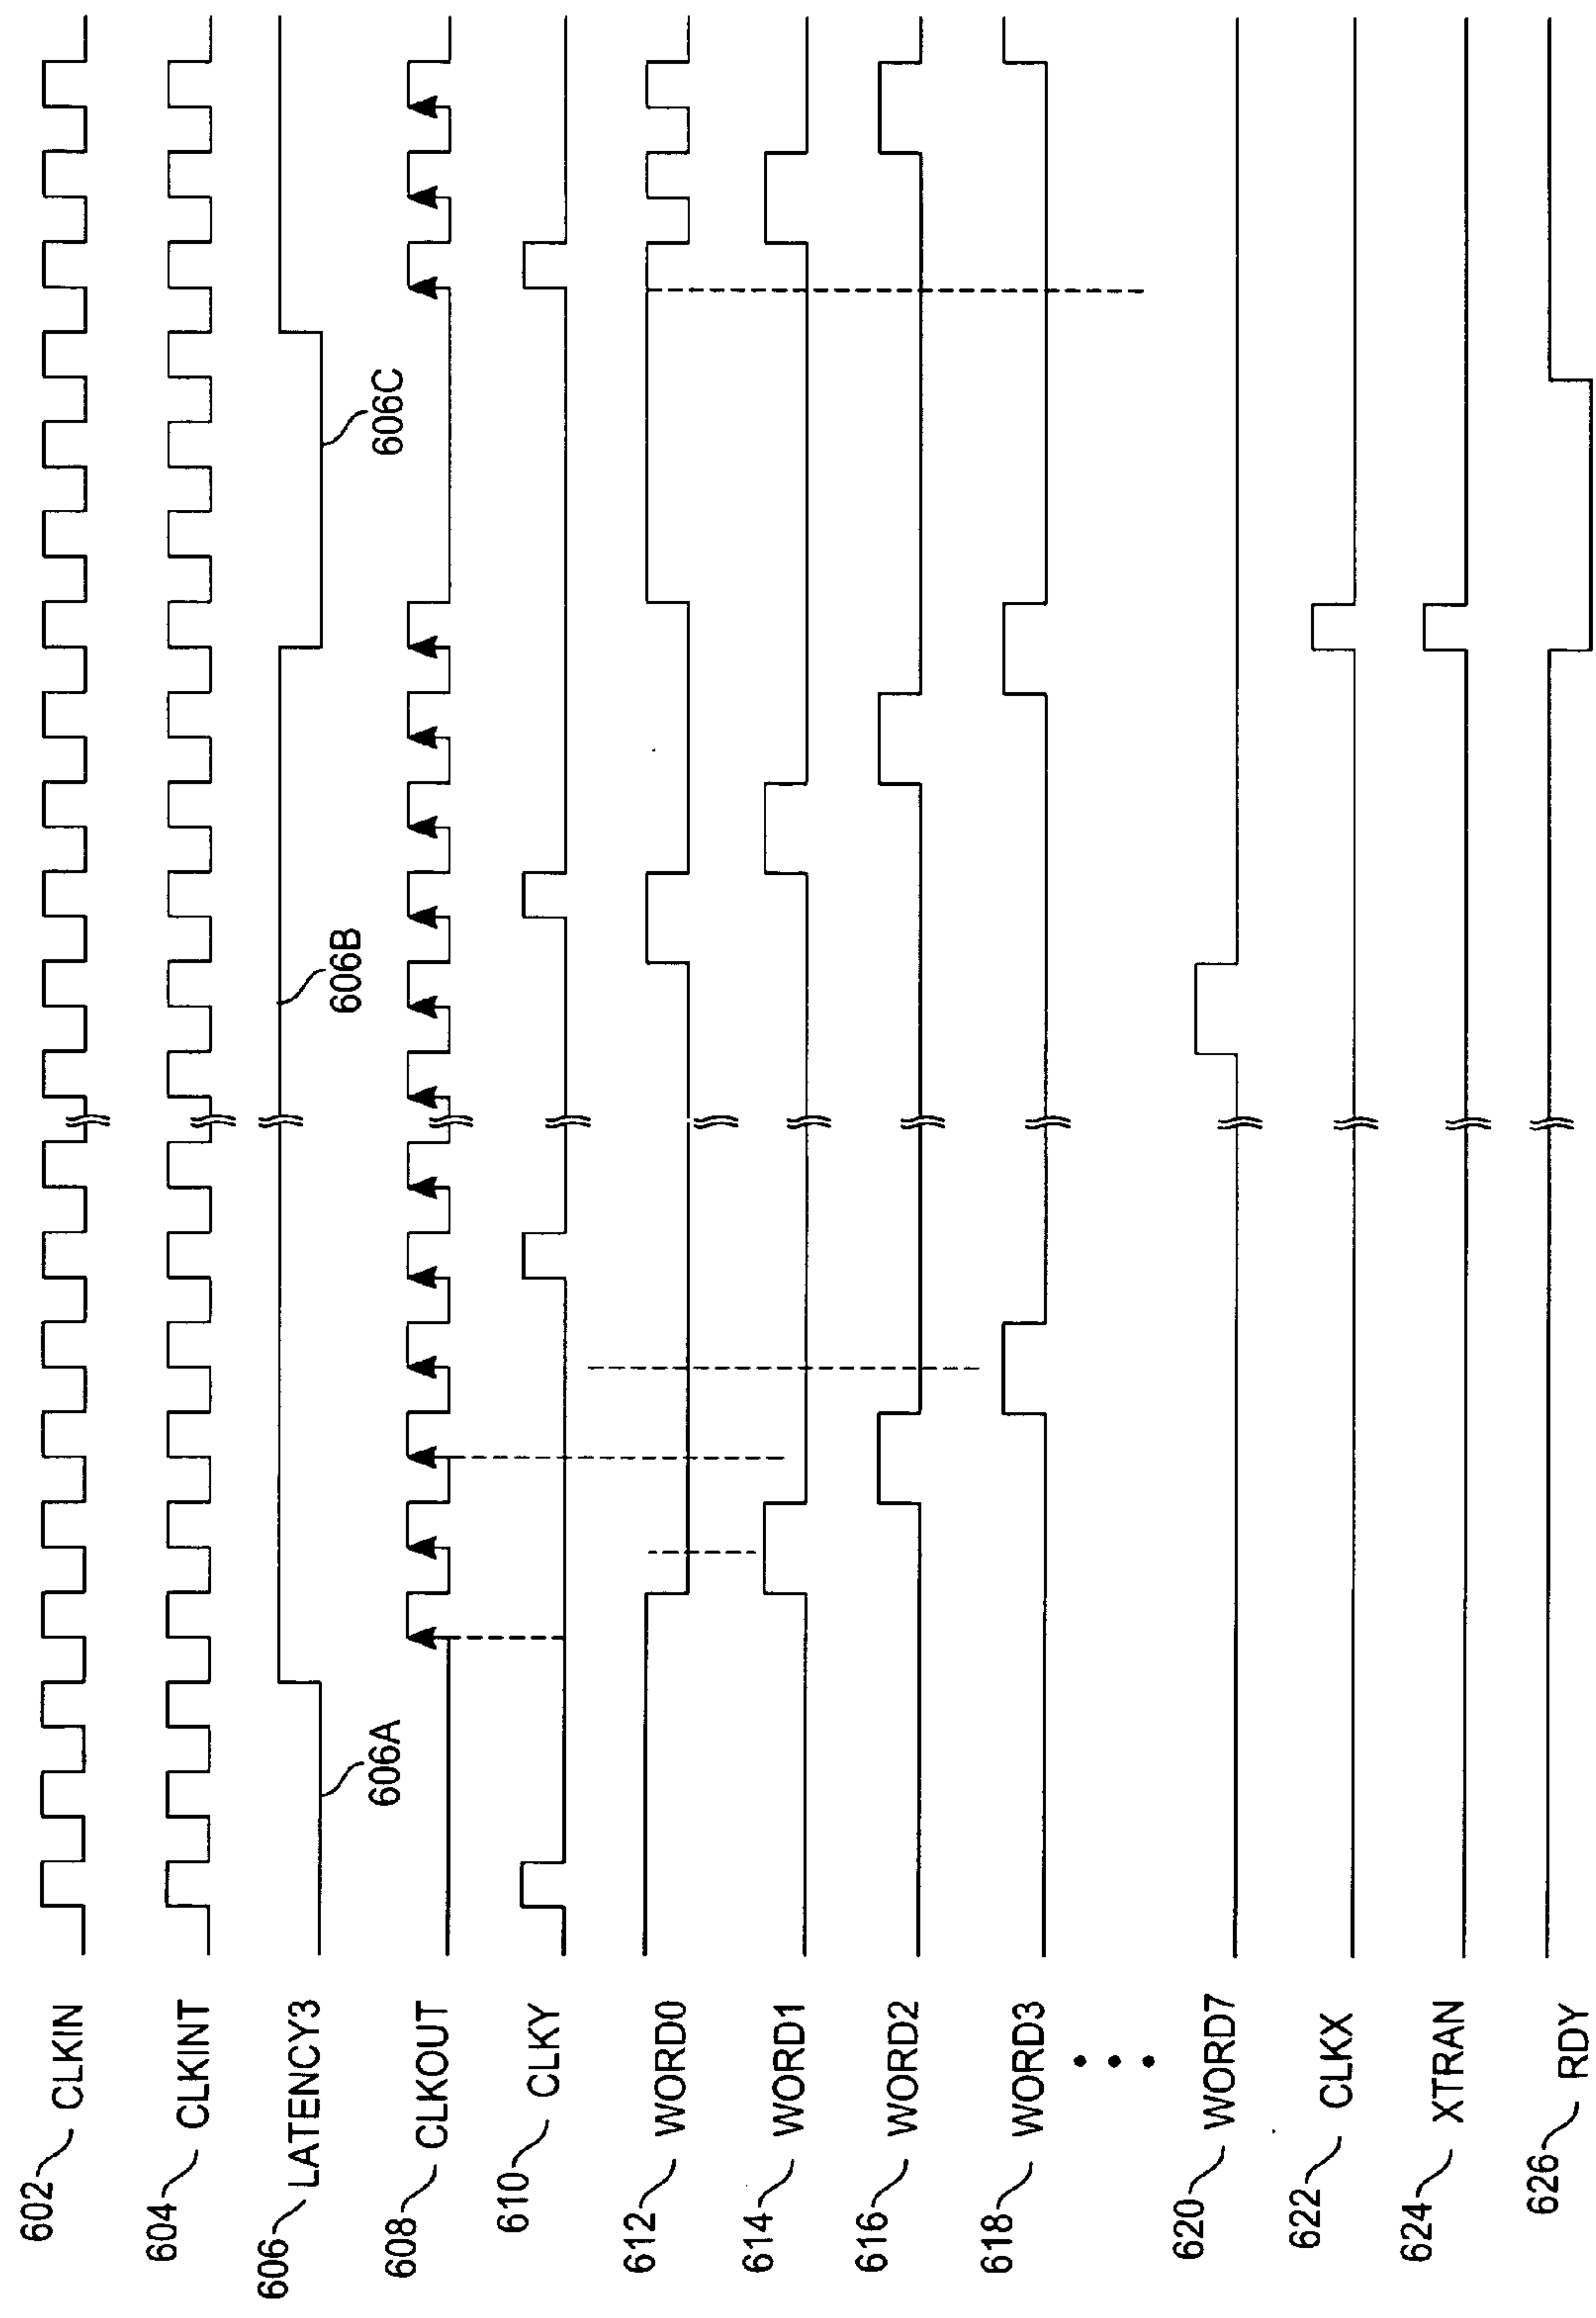 602 CLKIN
604 CLKINT
606 LATENCY3
606A
606B
606C
608 CLKOUT
610 CLKY
612 WORD0
614 WORD1
616 WORD2
618 WORD3
620 WORD7
622 CLKX
624 XTRAN
626 RDY